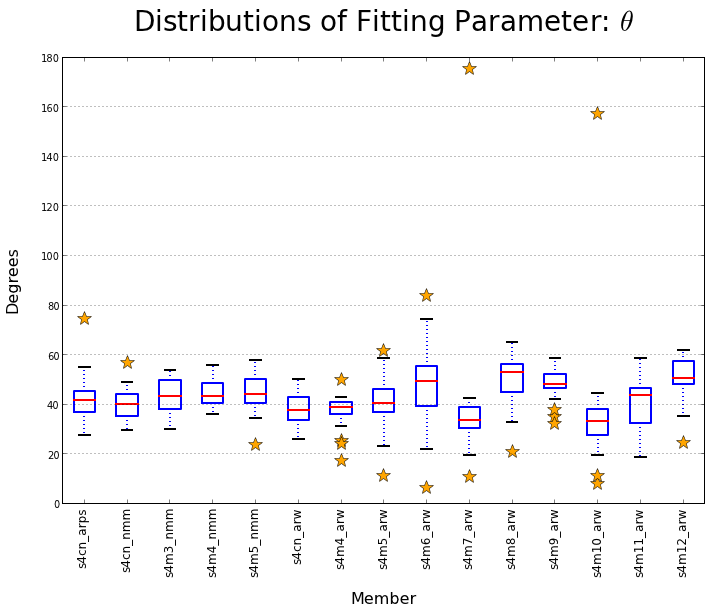 Distributions of Fitting Parameter: θ
180
160
140
120
100
80
60
40
20
0
Degrees
s4cn_arps
s4cn_nmm
s4m3_nmm
s4m4_nmm
s4m5_nmm
s4cn_arw
s4m4_arw
s4m5_arw
s4m6_arw
s4m7_arw
s4m8_arw
s4m9_arw
s4m10_arw
s4m11_arw
s4m12_arw
Member